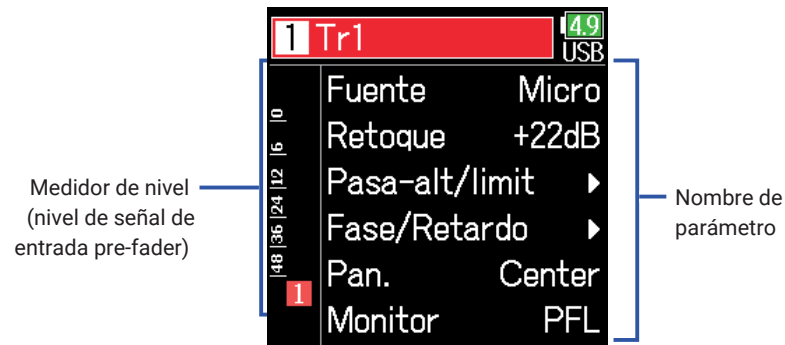 1 Tr1 4.9
USB
Fuente Micro
Retoque +22dB
Pasa-alt/limit
Fase/Retardo
Pan. Center
Monitor PFL
|48 |36 |24 |12 |6 |0
1
Medidor de nivel
(nivel de señal de
entrada pre-fader)
Nombre de
parámetro